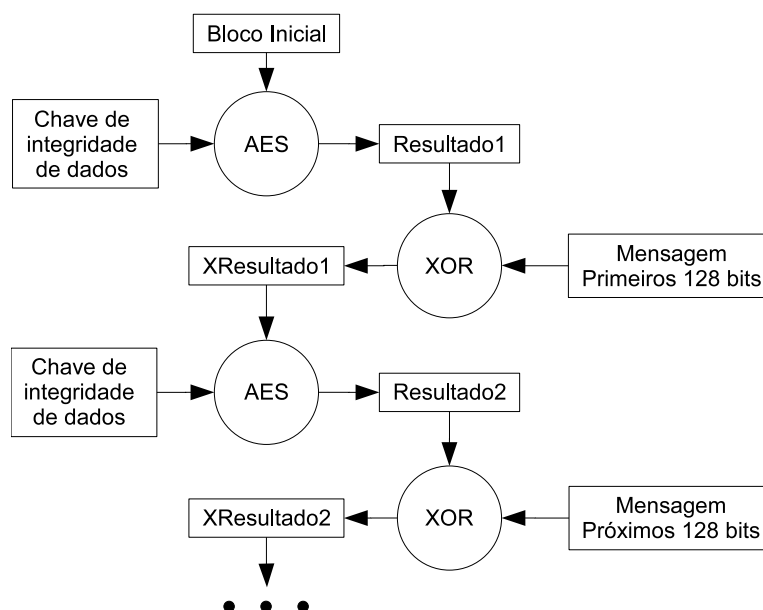 Bloco Inicial
Chave de
integridade
de dados
AES
Resultado1
XResultado1
XOR
Mensagem
Primeiros 128 bits
Chave de
integridade
de dados
AES
Resultado2
XResultado2
XOR
Mensagem
Próximos 128 bits